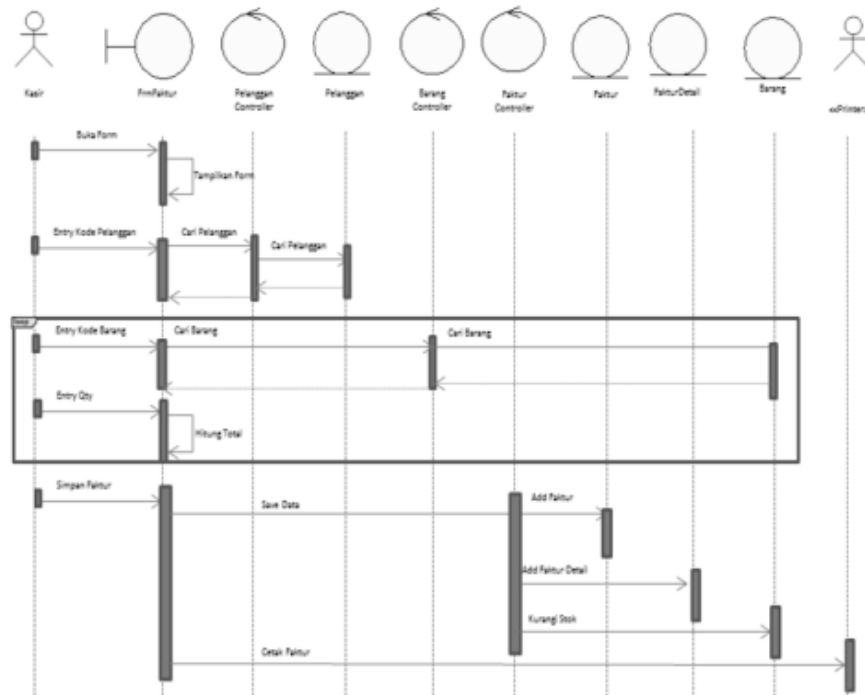 Kasir
FrmFaktur
Pelanggan
Controller
Pelanggan
Barang
Controller
Faktur
Controller
Faktur
FakturDetail
Barang
<<Printer>
Buka Form
Tampilkan Form
Entry Kode Pelanggan
Cari Pelanggan
Cari Pelanggan
Entry Kode Barang
Cari Barang
Cari Barang
Entry Qty
Hitung Total
Simpan Faktur
Save Data
Add Faktur
Add Faktur Detail
Kurangi Stok
Cetak Faktur